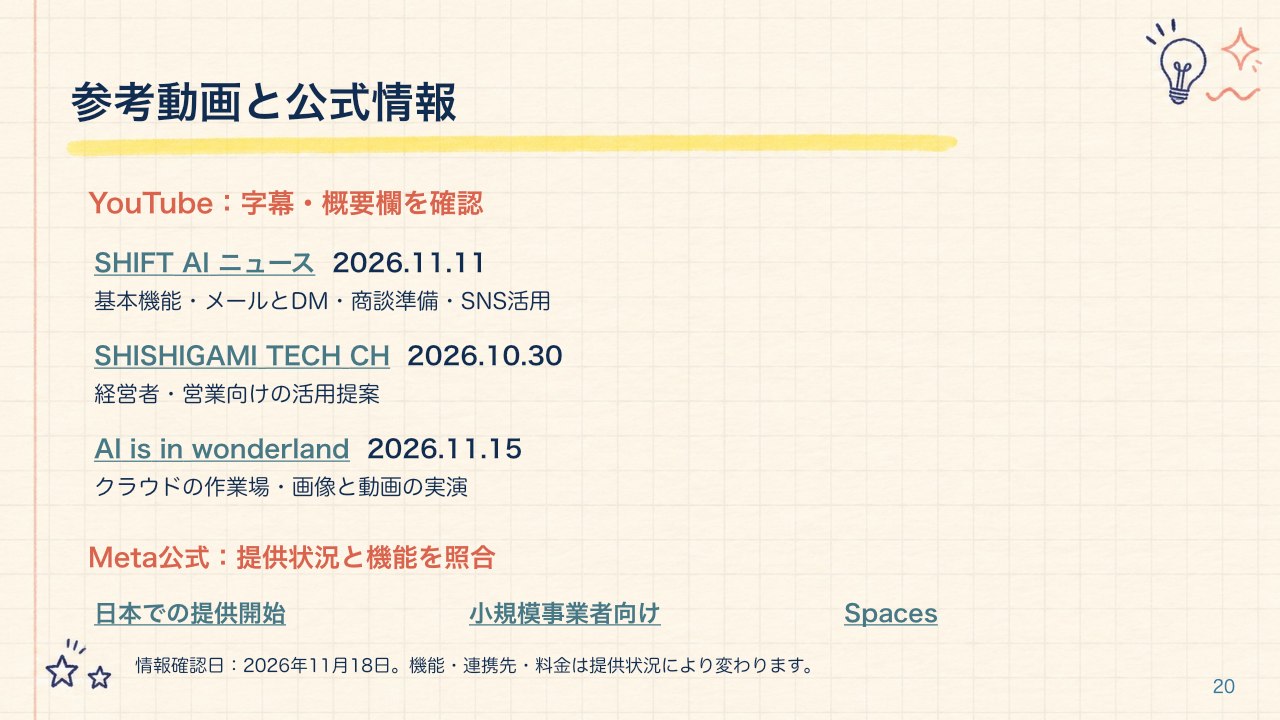 参考動画と公式情報
YouTube：字幕・概要欄を確認
SHIFT AI ニュース 2026.11.11
基本機能・メールとDM・商談準備・SNS活用
SHISHIGAMI TECH CH 2026.10.30
経営者・営業向けの活用提案
AI is in wonderland 2026.11.15
クラウドの作業場・画像と動画の実演
Meta公式：提供状況と機能を照合
日本での提供開始 小規模事業者向け Spaces
情報確認日：2026年11月18日。機能・連携先・料金は提供状況により変わります。
20